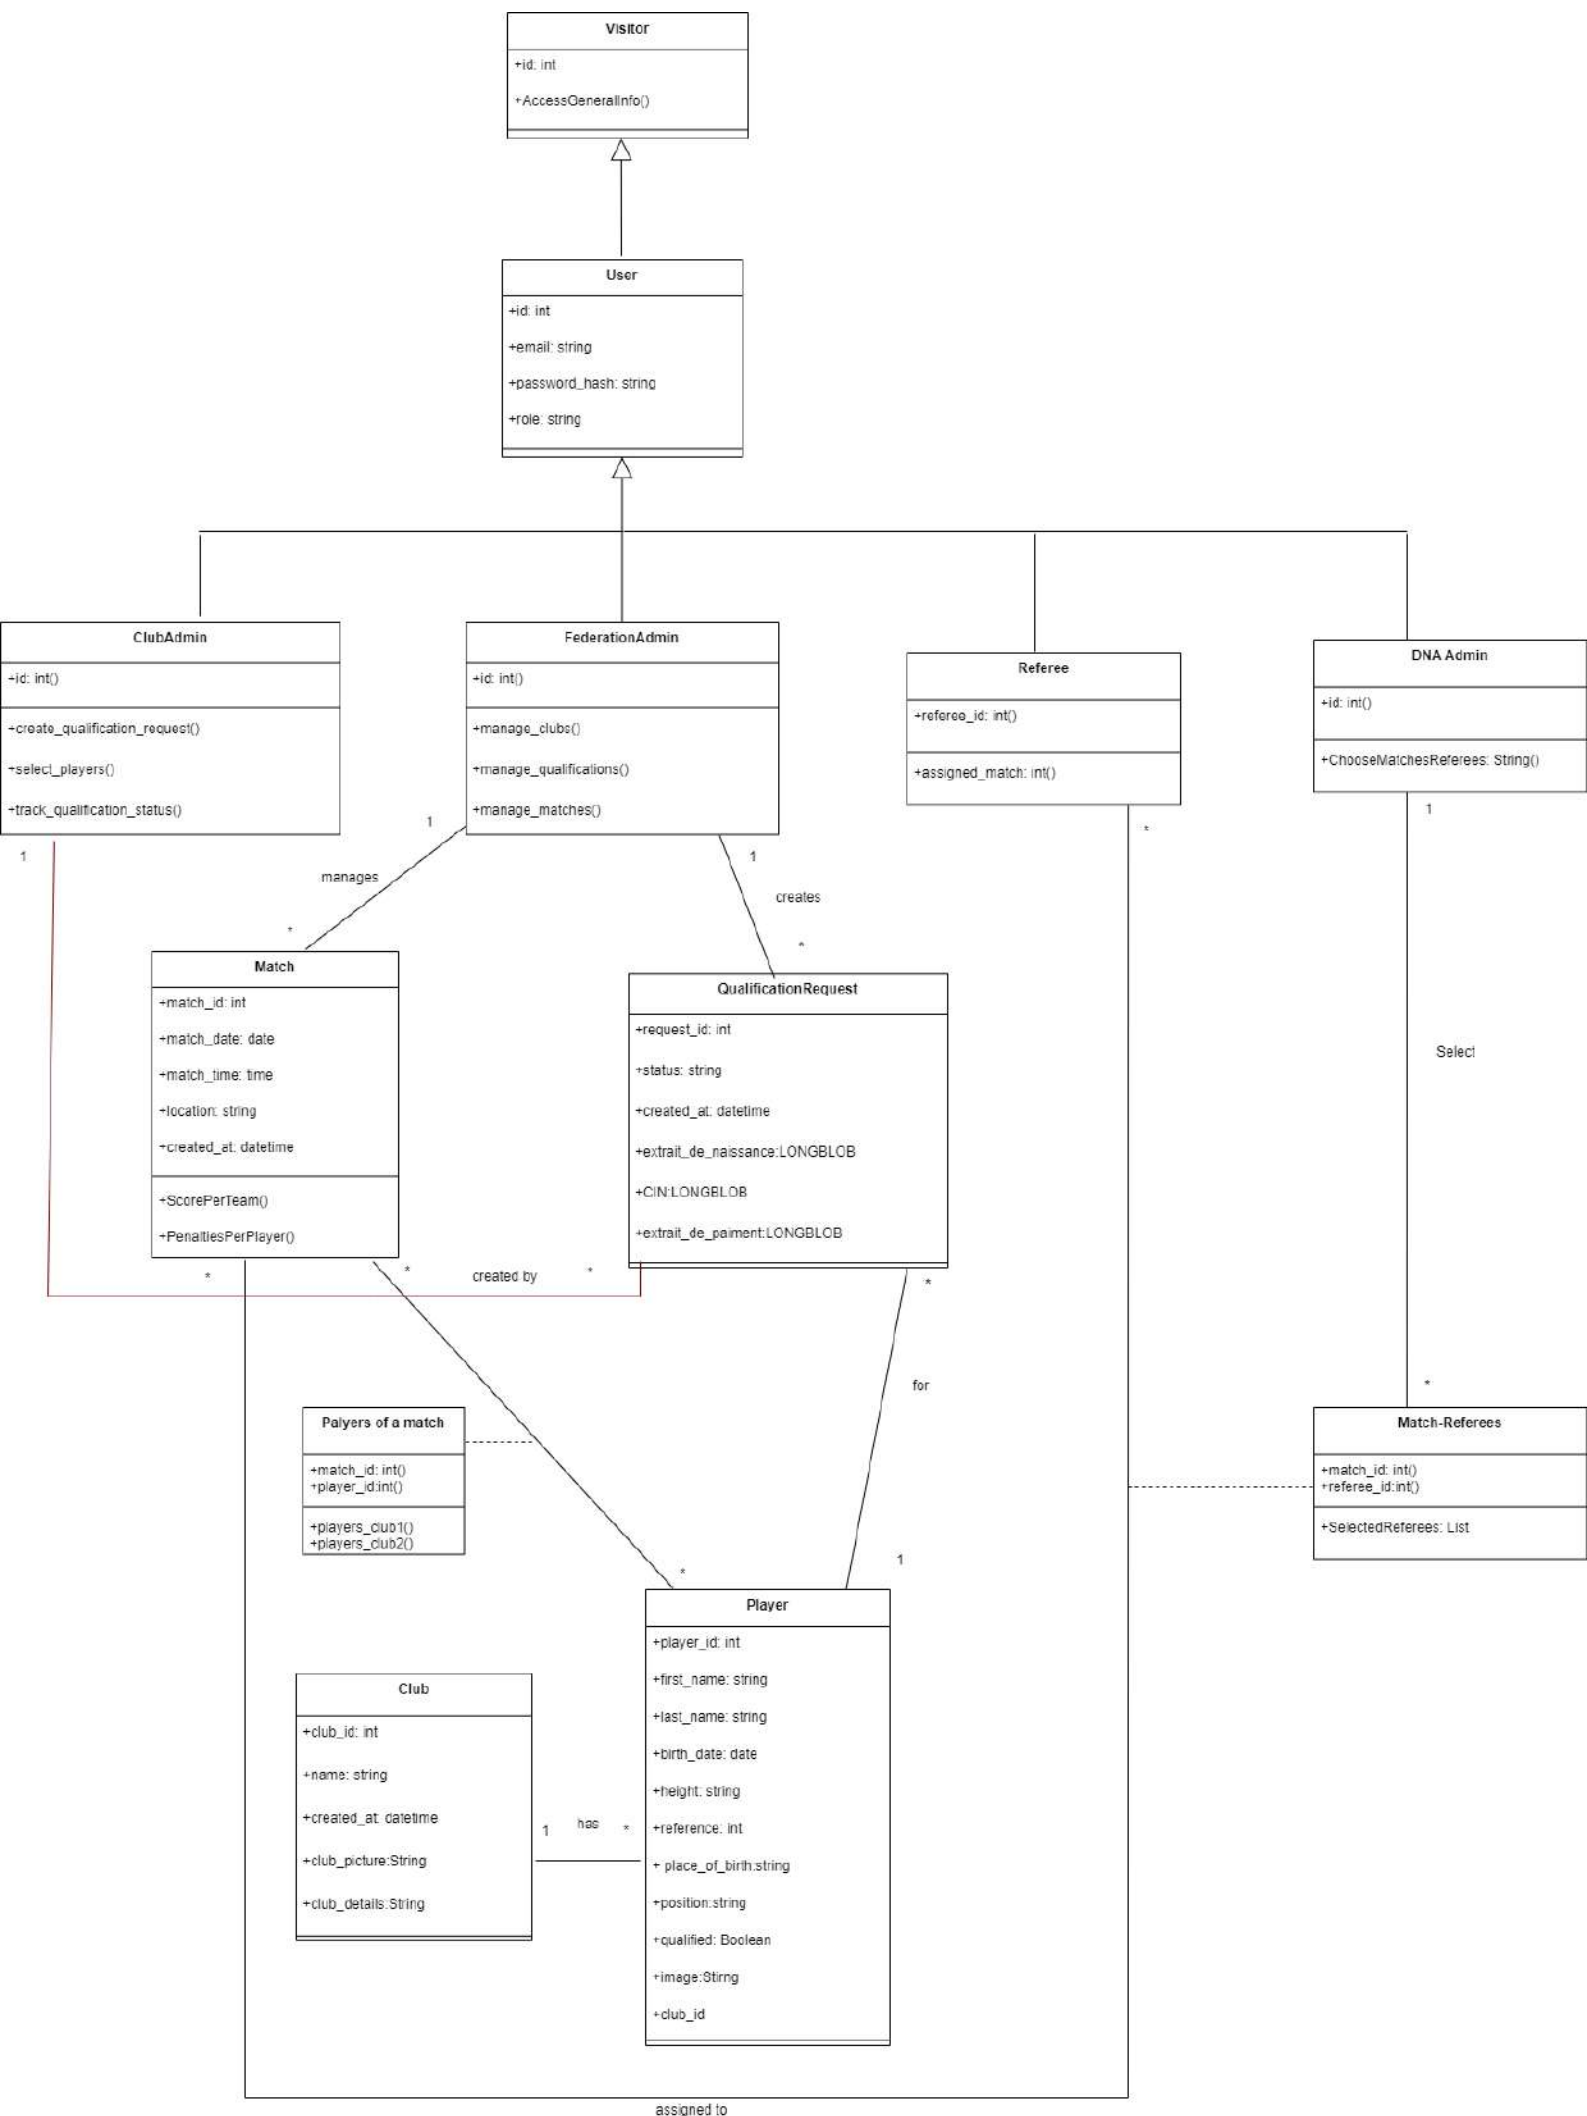 Visitor
+id: int
+AccessGeneralInfo()
User
+id: int
+email: string
+password_hash: string
+role: string
ClubAdmin
+id: int()
+create_qualification_request()
+select_players()
+track_qualification_status()
FederationAdmin
+id: int()
+manage_clubs()
+manage_qualifications()
+manage_matches()
Referee
+referee_id: int()
+assigned_match: int()
DNA Admin
+id: int()
+ChooseMatchesReferees: String()
1
1
*
1
1
manages
creates
*
*
Match
+match_id: int
+match_date: date
+match_time: time
+location: string
+created_at: datetime
+ScorePerTeam()
+PenaltiesPerPlayer()
QualificationRequest
+request_id: int
+status: string
+created_at: datetime
+extrait_de_naissance:LONGBLOB
+CIN:LONGBLOB
+extrait_de_paiment:LONGBLOB
Select
*
*
created by
*
*
for
*
Palyers of a match
+match_id: int()
+player_id:int()
+players_club1()
+players_club2()
Match-Referees
+match_id: int()
+referee_id:int()
+SelectedReferees: List
*
1
Player
+player_id: int
+first_name: string
+last_name: string
+birth_date: date
+height: string
+reference: int
+ place_of_birth:string
+position:string
+qualified: Boolean
+image:Stirng
+club_id
Club
+club_id: int
+name: string
+created_at: datetime
+club_picture:String
+club_details:String
1
has
*
assigned to